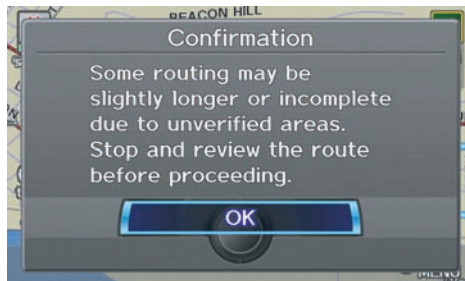 BEACON HILL
Confirmation
Some routing may be
slightly longer or incomplete
due to unverified areas.
Stop and review the route
before proceeding.
OK
MENU